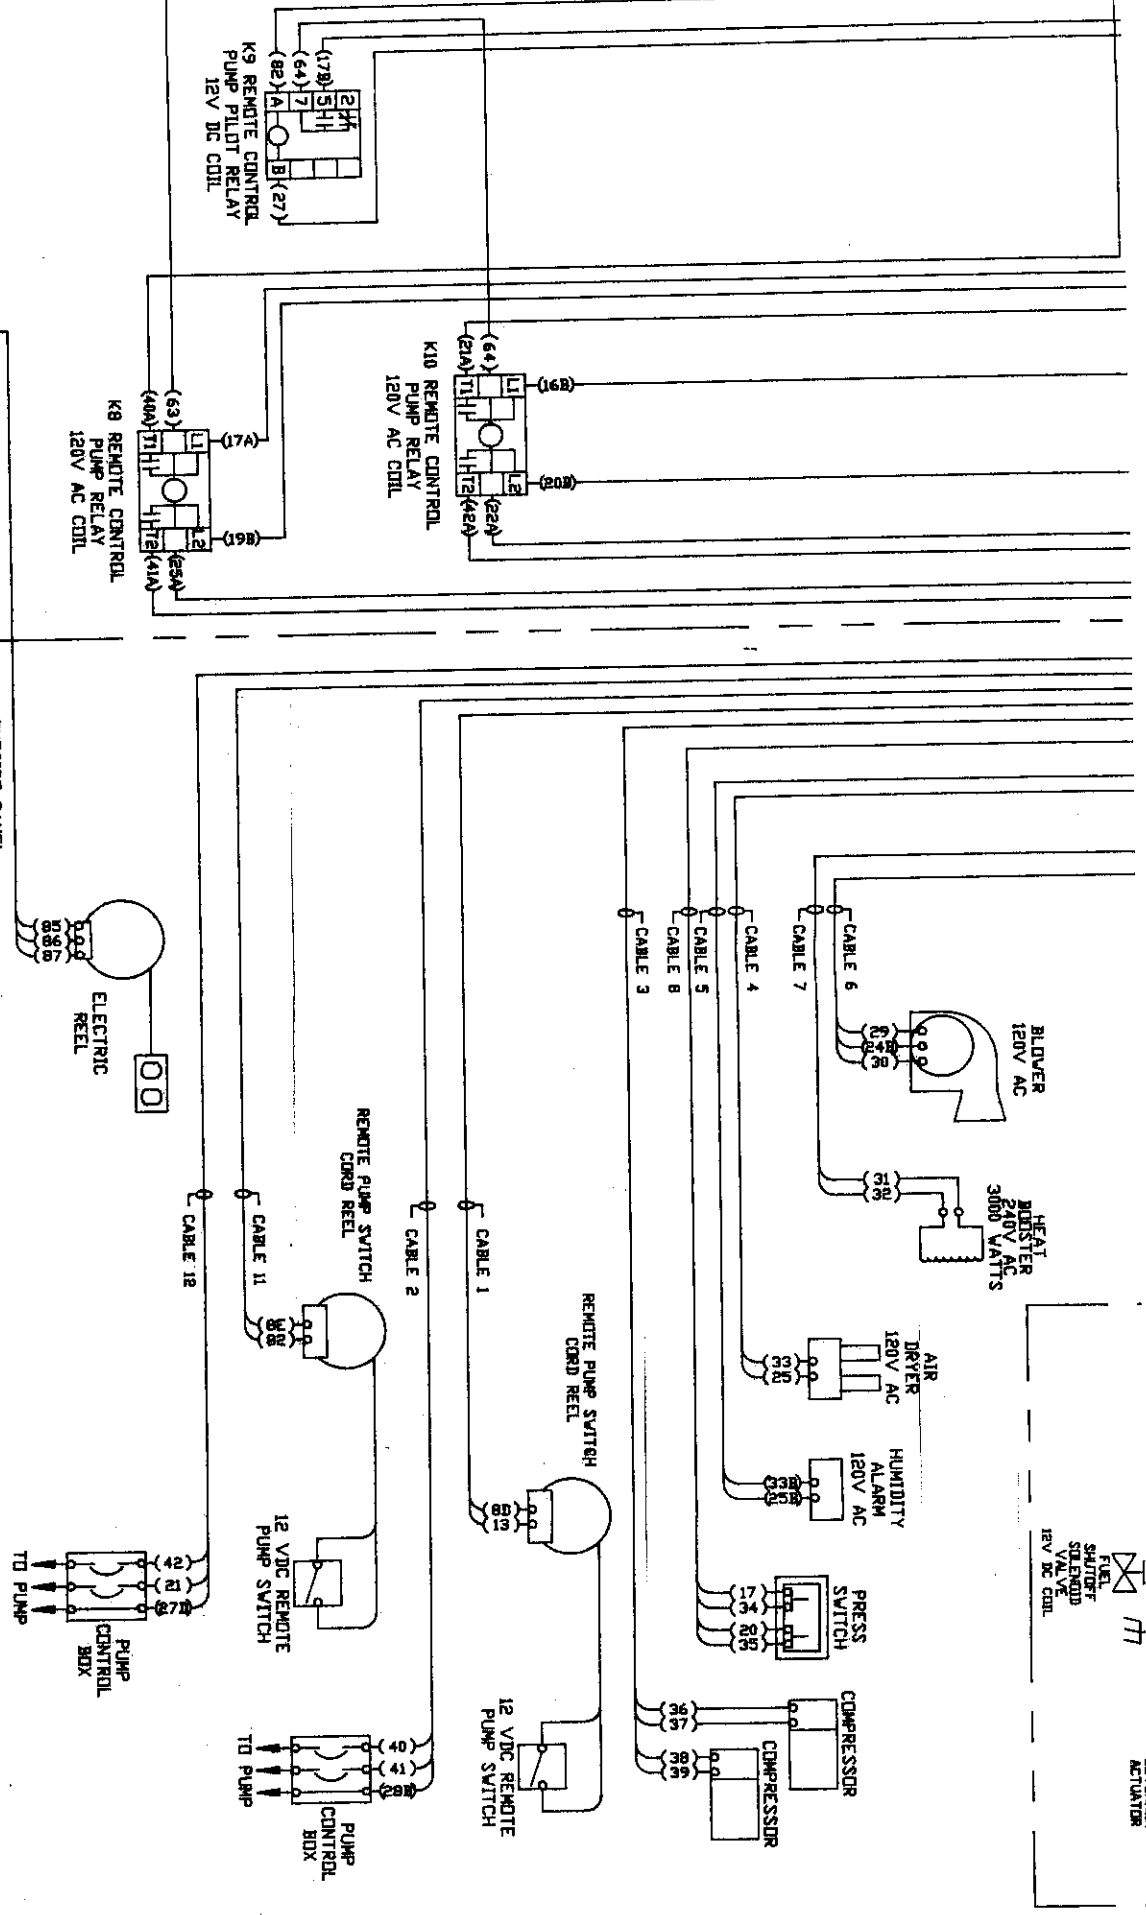 K9 REMOTE CONTROL
PUMP PILOT RELAY
12V DC COIL
(82)
(64)
(17B)
A
7
5
2
B
(27)
K10 REMOTE CONTROL
PUMP RELAY
120V AC COIL
(21A)
(64)
T1
L1
(16B)
T2
L2
(20B)
(42A)
(22A)
K8 REMOTE CONTROL
PUMP RELAY
120V AC COIL
(40A)
(63)
T1
L1
(17A)
T2
L2
(19B)
(41A)
(25A)
(85)
(86)
(87)
ELECTRIC
REEL
CABLE 3
CABLE 8
CABLE 5
CABLE 4
CABLE 7
CABLE 6
BLOWER
120V AC
(29)
(24B)
(30)
HEAT
BOOSTER
240V AC
3000 WATTS
(31)
(32)
CABLE 12
CABLE 11
CABLE 2
CABLE 1
REMOTE PUMP SWITCH
CORD REEL
(8E)
(82)
AIR
DRYER
120V AC
(33)
(25)
HUMIDITY
ALARM
120V AC
(33B)
(25B)
REMOTE PUMP SWITCH
CORD REEL
(8D)
(13)
PRESS
SWITCH
(17)
(34)
(20)
(35)
12 VDC REMOTE
PUMP SWITCH
12 VDC REMOTE
PUMP SWITCH
COMPRESSOR
(36)
(37)
COMPRESSOR
(38)
(39)
(42)
(21)
(27B)
TO PUMP
PUMP
CONTROL
BOX
(40)
(41)
(28B)
TO PUMP
PUMP
CONTROL
BOX
FUEL
SHUTOFF
SOLENOID
VALVE
12V DC COIL
ACTUATOR